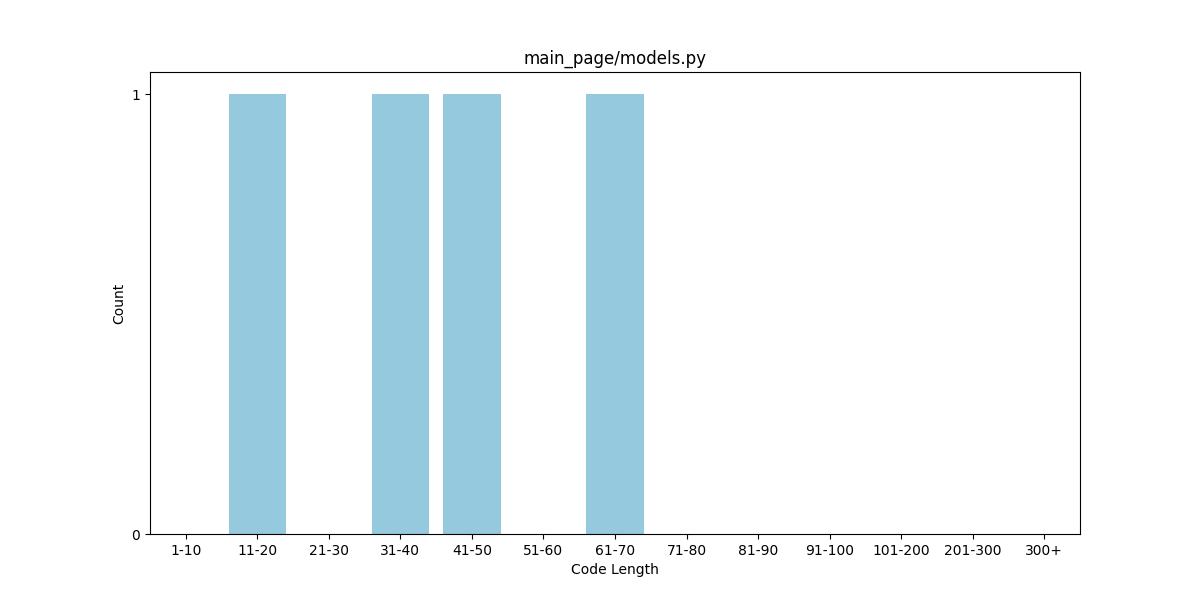 main_page/models.py
Count
1
0
1-10 11-20 21-30 31-40 41-50 51-60 61-70 71-80 81-90 91-100 101-200 201-300 300+
Code Length